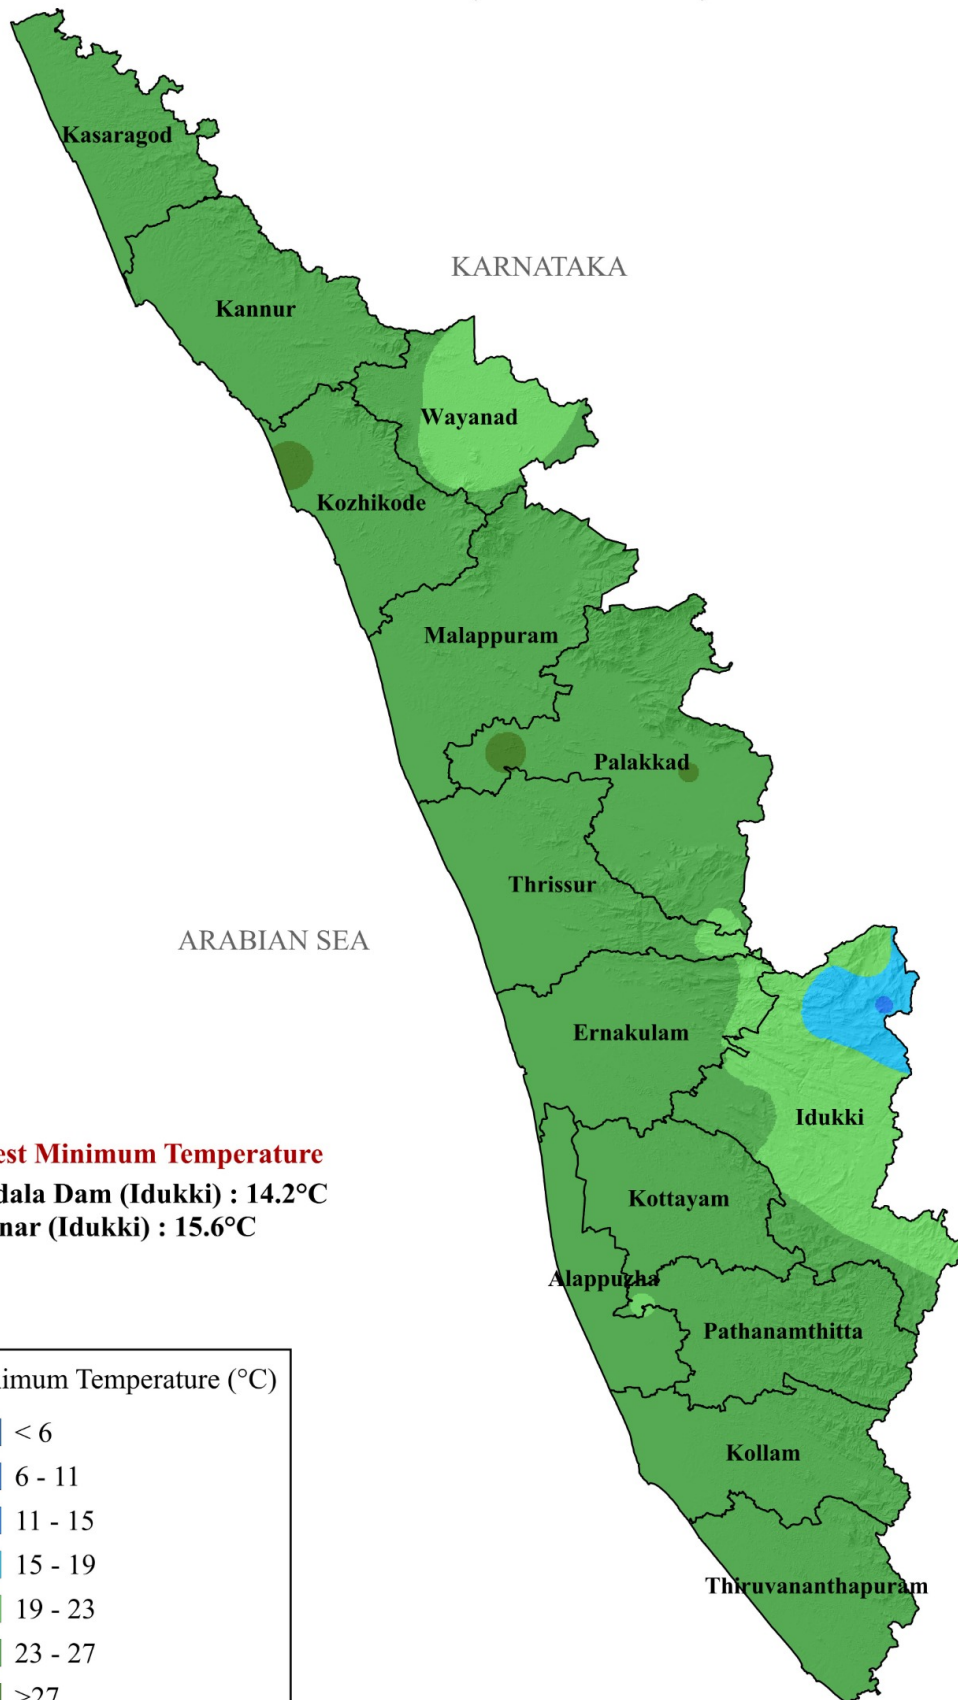 Kasaragod
KARNATAKA
Kannur
Wayanad
Kozhikode
Malappuram
Palakkad
Thrissur
ARABIAN SEA
Ernakulam
Idukki
est Minimum Temperature
dala Dam (Idukki) : 14.2°C
nar (Idukki) : 15.6°C
Kottayam
Alappuzha
Pathanamthitta
imum Temperature (°C)
< 6
6 - 11
11 - 15
15 - 19
19 - 23
23 - 27
>27
Kollam
Thiruvananthapuram